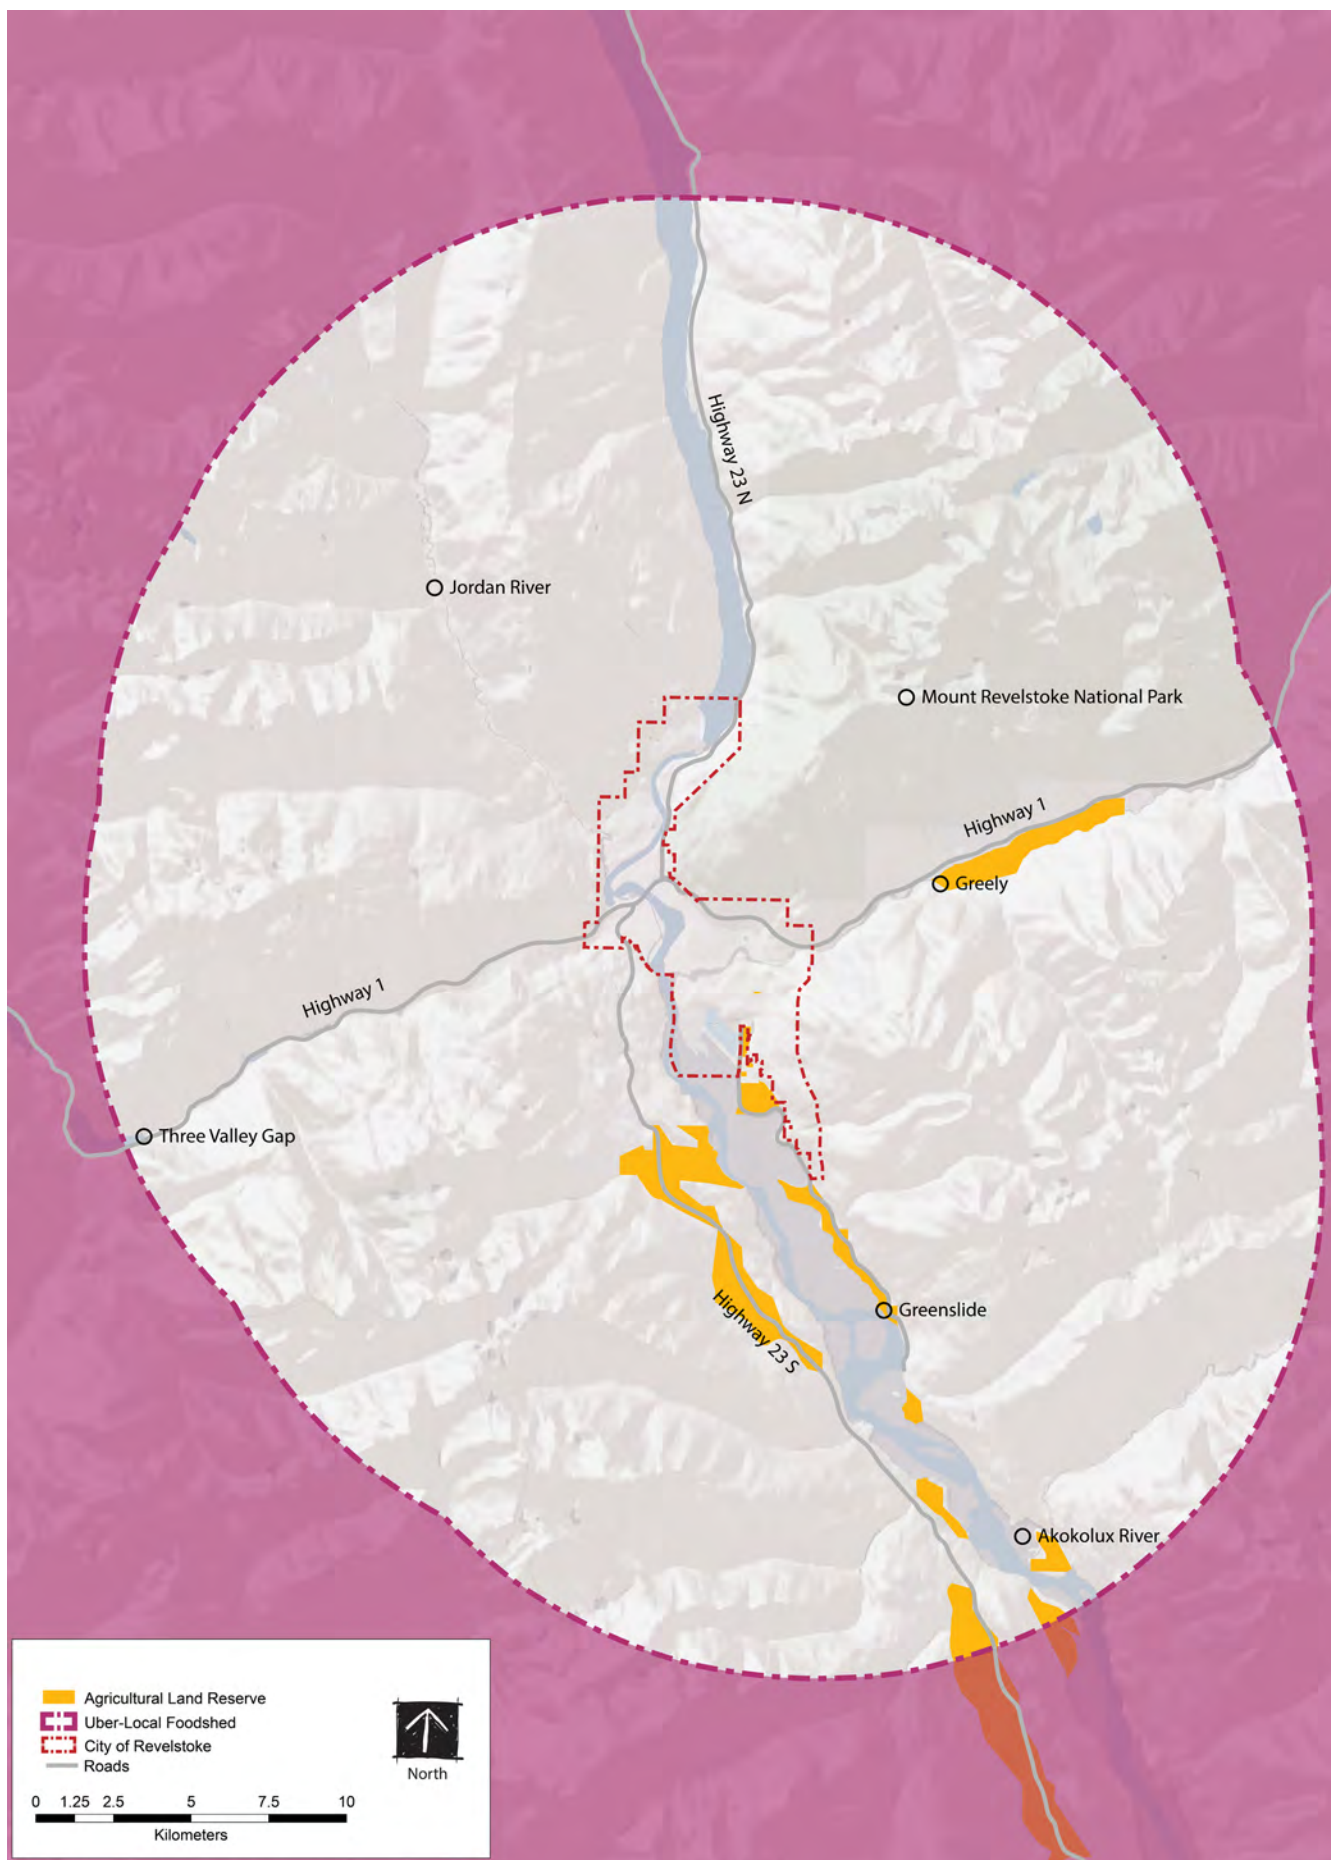 Highway 23 N
Jordan River
Mount Revelstoke National Park
Highway 1
Greely
Highway 1
Three Valley Gap
Greenslide
Highway 23 S
Akokolux River
Agricultural Land Reserve
Uber-Local Foodshed
City of Revelstoke
Roads
North
0 1.25 2.5 5 7.5 10
Kilometers